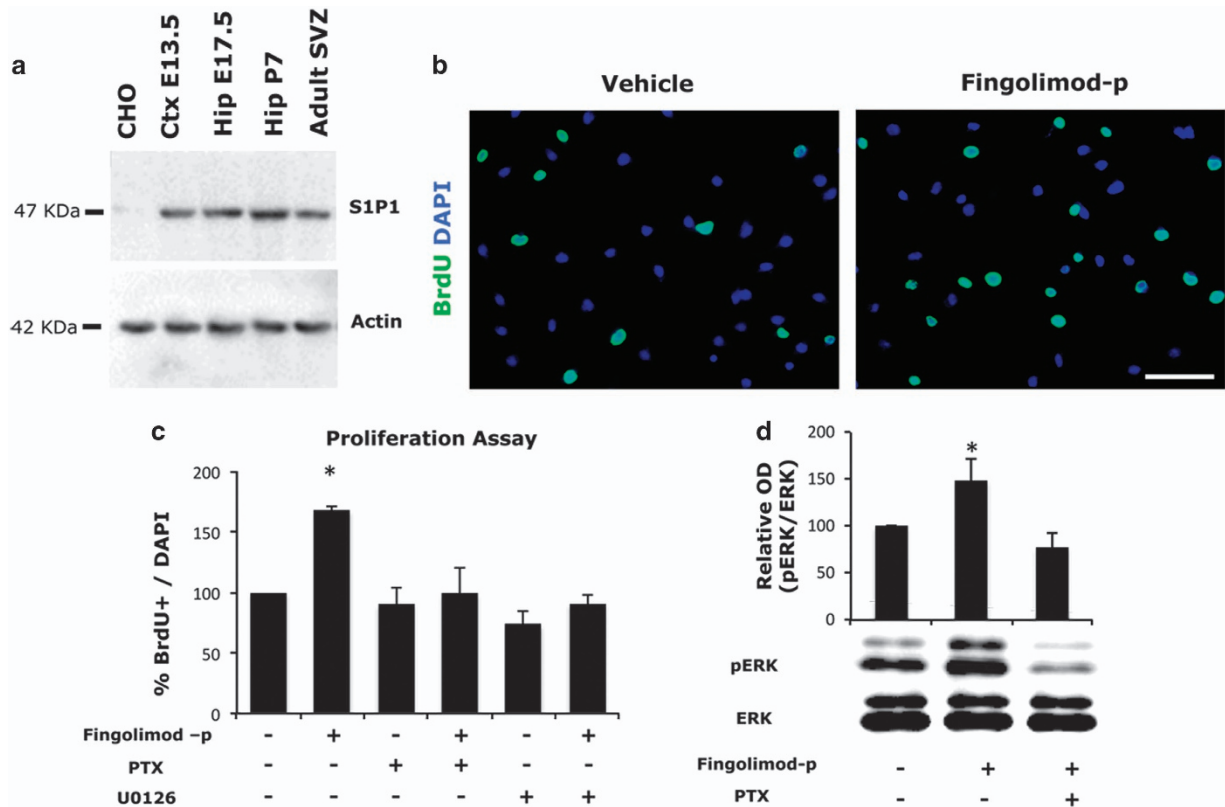 a
CHO
Ctx E13.5
Hip E17.5
Hip P7
Adult SVZ
47 KDa
S1P1
42 KDa
Actin
b
Vehicle
Fingolimod-p
BrdU DAPI
c
Proliferation Assay
% BrdU+ / DAPI
200
150
100
50
0
*
Fingolimod -p - + - + - +
PTX - - + + - -
U0126 - - - - + +
d
Relative OD
(pERK/ERK)
200
150
100
50
0
*
pERK
ERK
Fingolimod-p - + +
PTX - - +